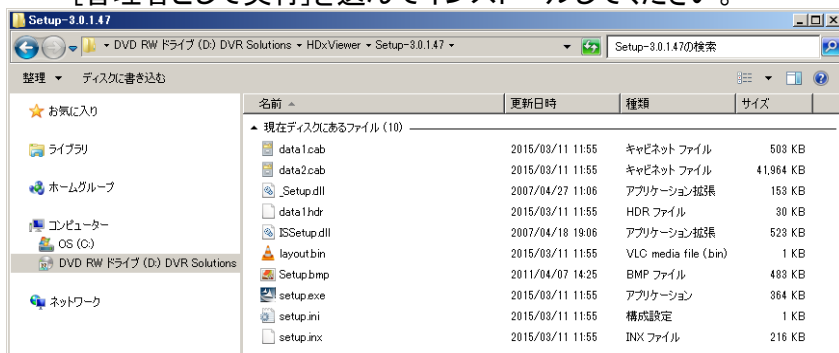 [管理者として実行]を選んでインストールしてください。
Setup-3.0.1.47
DVD RW ドライブ (D:) DVR Solutions HDxViewer Setup-3.0.1.47 Setup-3.0.1.47の検索
整理 ディスクに書き込む
お気に入り
ライブラリ
ホームグループ
コンピューター
OS (C:)
DVD RW ドライブ (D:) DVR Solutions
ネットワーク
名前 更新日時 種類 サイズ
現在ディスクにあるファイル (10)
data1.cab 2015/03/11 11:55 キャビネット ファイル 503 KB
data2.cab 2015/03/11 11:55 キャビネット ファイル 41,964 KB
_Setup.dll 2007/04/27 11:06 アプリケーション拡張 153 KB
data1.hdr 2015/03/11 11:55 HDR ファイル 30 KB
ISSetup.dll 2007/04/18 19:06 アプリケーション拡張 523 KB
layout.bin 2015/03/11 11:55 VLC media file (.bin) 1 KB
Setup.bmp 2011/04/07 14:25 BMP ファイル 483 KB
setup.exe 2015/03/11 11:55 アプリケーション 364 KB
setup.ini 2015/03/11 11:55 構成設定 1 KB
setup.inx 2015/03/11 11:55 INX ファイル 216 KB